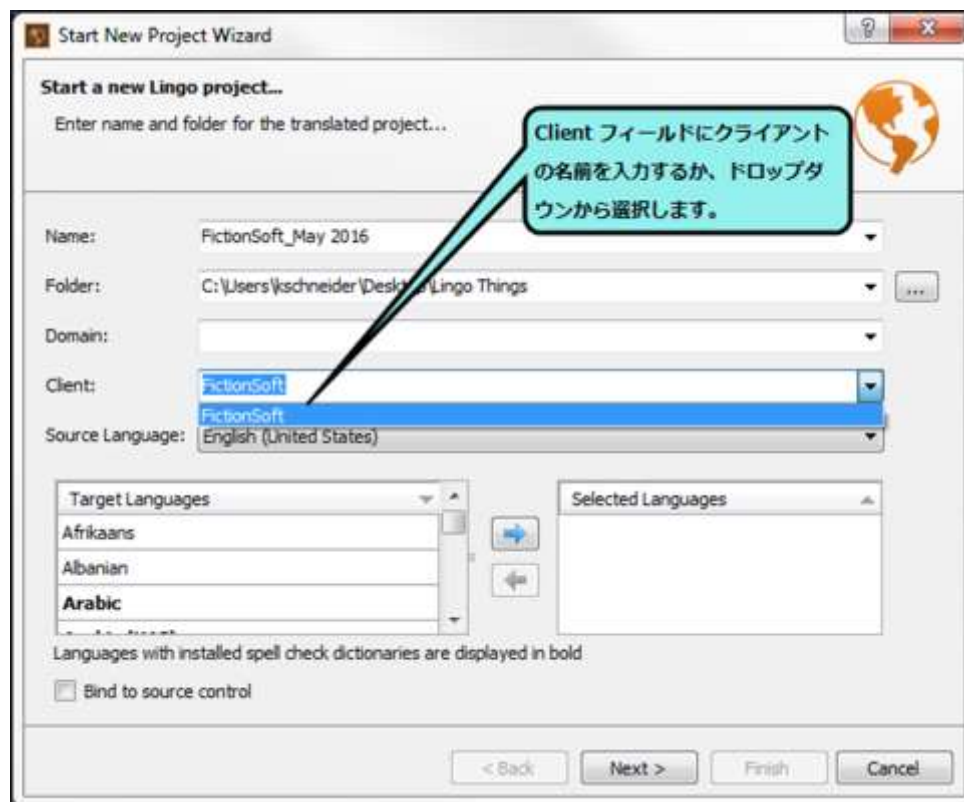 Start New Project Wizard
Start a new Lingo project...
Enter name and folder for the translated project...
Client フィールドにクライアント
の名前を入力するか、ドロップダ
ウンから選択します。
Name: FictionSoft_May 2016
Folder: C:\Users\kschneider\Desktop\Lingo Things ...
Domain:
Client: FictionSoft
FictionSoft
Source Language: English (United States)
Target Languages Selected Languages
Afrikaans
Albanian
Arabic
Languages with installed spell check dictionaries are displayed in bold
Bind to source control
< Back Next > Finish Cancel